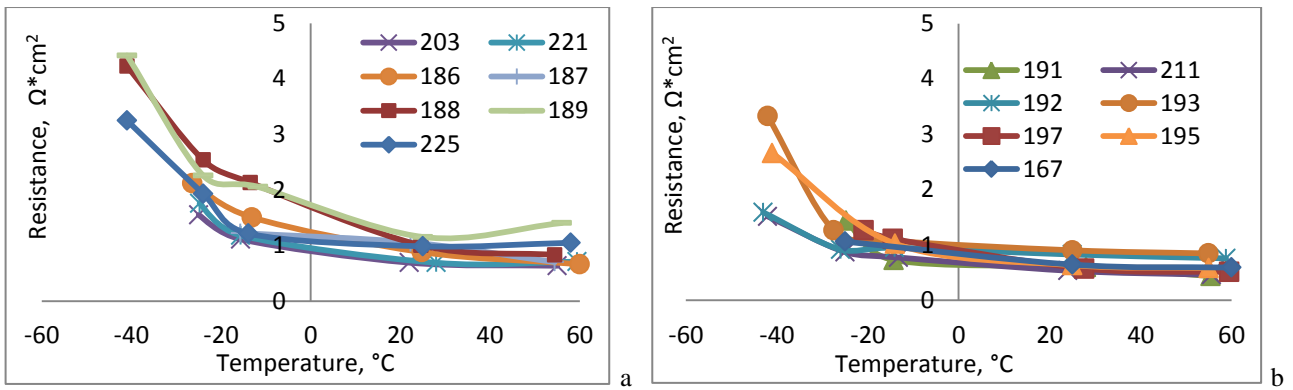 Resistance, Ω*cm²
5
4
3
2
1
0
203 221
186 187
188 189
225
-60 -40 -20 0 20 40 60
Temperature, °C
a
Resistance, Ω*cm²
5
4
3
2
1
0
191 211
192 193
197 195
167
-60 -40 -20 0 20 40 60
Temperature, °C
b